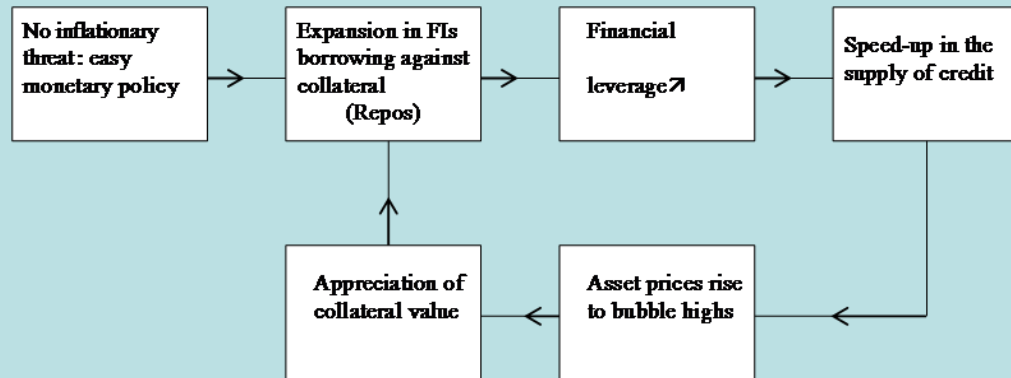 No inflationary
threat: easy
monetary policy
Expansion in FIs
borrowing against
collateral
(Repos)
Financial
leverage↗
Speed-up in the
supply of credit
Appreciation of
collateral value
Asset prices rise
to bubble highs